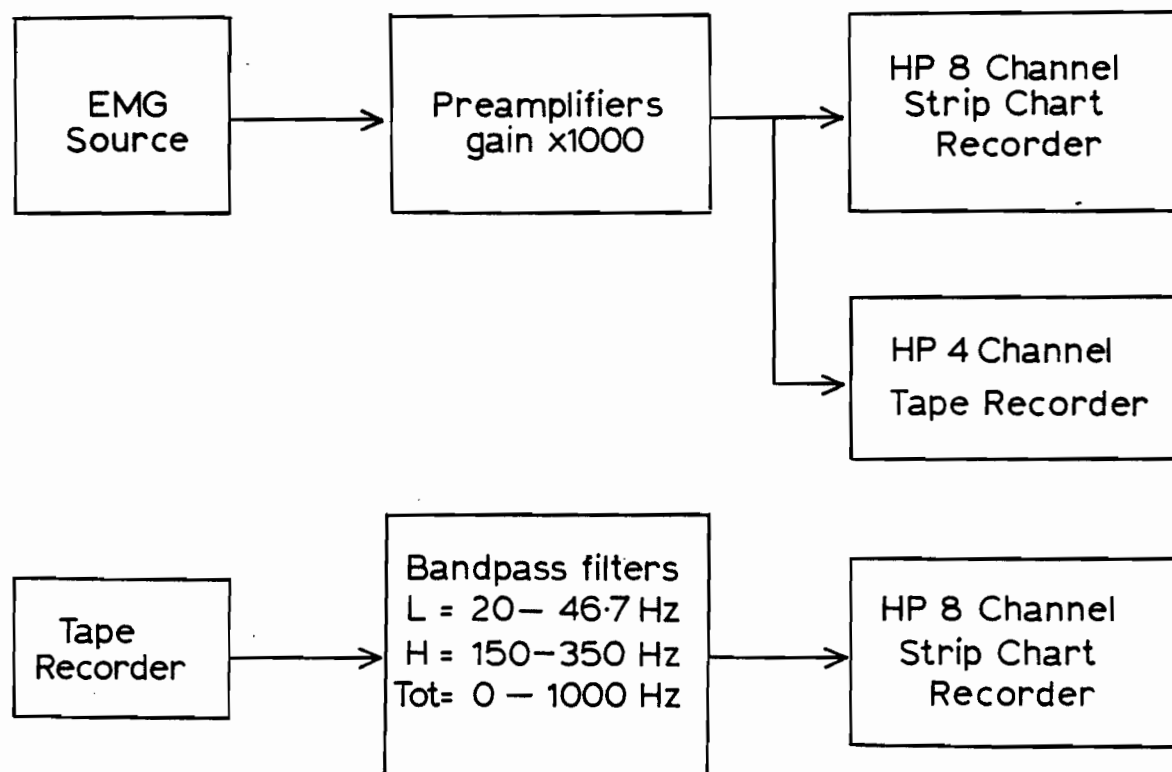 EMG
Source
Preamplifiers
gain x1000
HP 8 Channel
Strip Chart
Recorder
HP 4 Channel
Tape Recorder
Tape
Recorder
Bandpass filters
L = 20 – 46·7 Hz
H = 150–350 Hz
Tot= 0 – 1000 Hz
HP 8 Channel
Strip Chart
Recorder